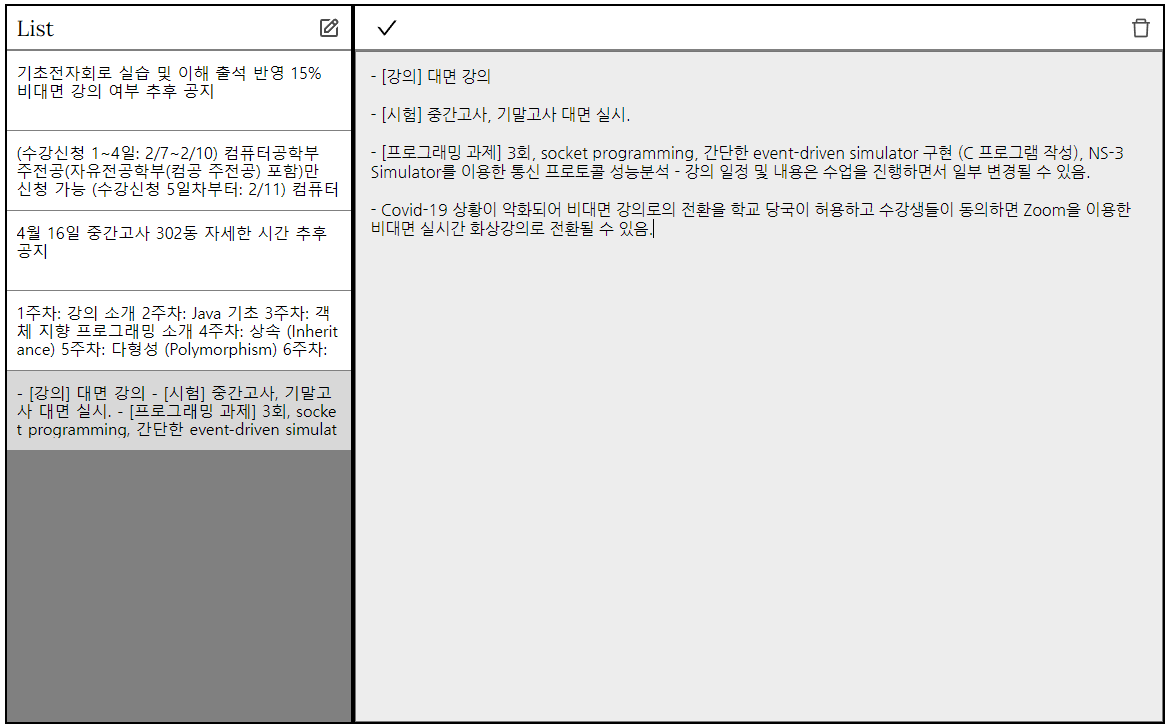 List
기초전자회로 실습 및 이해 출석 반영 15%
비대면 강의 여부 추후 공지
(수강신청 1~4일: 2/7~2/10) 컴퓨터공학부
주전공(자유전공학부(컴공 주전공) 포함)만
신청 가능 (수강신청 5일차부터: 2/11) 컴퓨터
4월 16일 중간고사 302동 자세한 시간 추후
공지
1주차: 강의 소개 2주차: Java 기초 3주차: 객
체 지향 프로그래밍 소개 4주차: 상속 (Inherit
ance) 5주차: 다형성 (Polymorphism) 6주차:
- [강의] 대면 강의 - [시험] 중간고사, 기말고
사 대면 실시. - [프로그래밍 과제] 3회, socke
t programming, 간단한 event-driven simulat
- [강의] 대면 강의
- [시험] 중간고사, 기말고사 대면 실시.
- [프로그래밍 과제] 3회, socket programming, 간단한 event-driven simulator 구현 (C 프로그램 작성), NS-3
Simulator를 이용한 통신 프로토콜 성능분석 - 강의 일정 및 내용은 수업을 진행하면서 일부 변경될 수 있음.
- Covid-19 상황이 악화되어 비대면 강의로의 전환을 학교 당국이 허용하고 수강생들이 동의하면 Zoom을 이용한
비대면 실시간 화상강의로 전환될 수 있음.